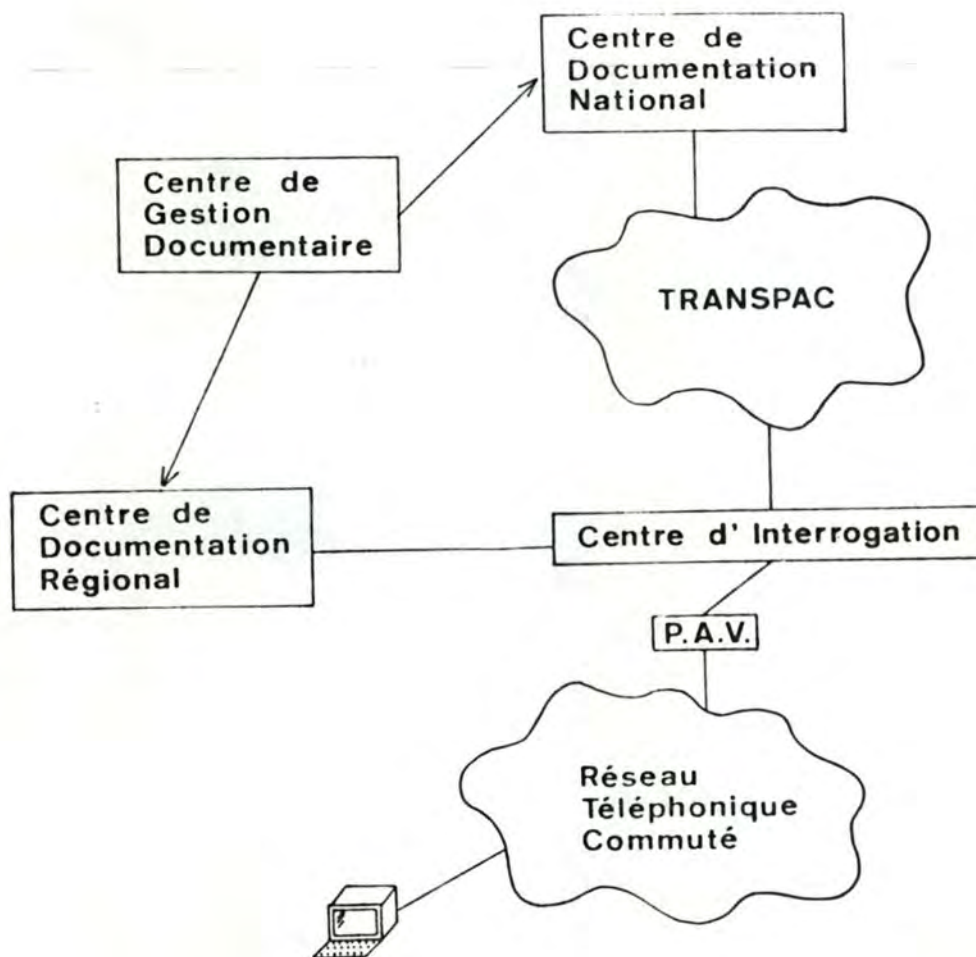 Centre de
Documentation
National
Centre de
Gestion
Documentaire
TRANSPAC
Centre de
Documentation
Régional
Centre d' Interrogation
P.A.V.
Réseau
Téléphonique
Commuté